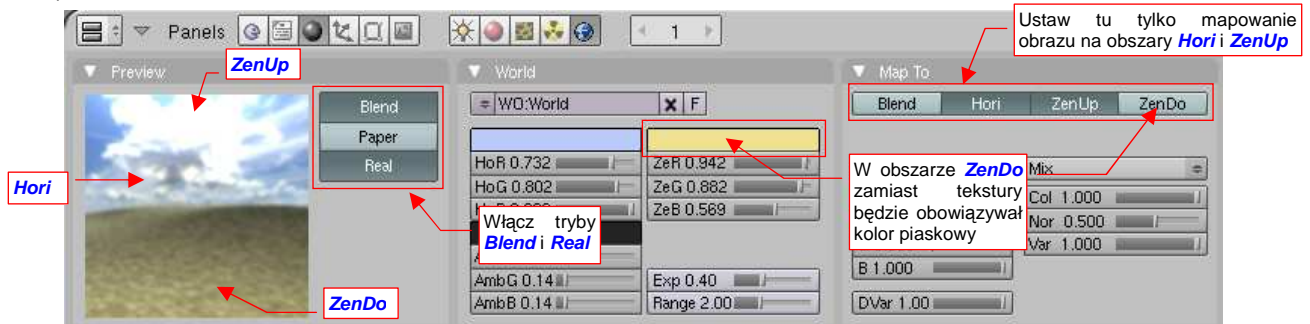 Panels
1
Ustaw tu tylko mapowanie
obrazu na obszary Hori i ZenUp
Preview
ZenUp
Hori
ZenDo
Blend
Paper
Real
Włącz tryby
Blend i Real
World
WO:World
X F
HoR 0.732
HoG 0.802
ZeR 0.942
ZeG 0.882
ZeB 0.569
AmbG 0.14
AmbB 0.14
Exp 0.40
Range 2.00
Map To
Blend Hori ZenUp ZenDo
W obszarze ZenDo
zamiast tekstury
będzie obowiązywał
kolor piaskowy
Mix
Col 1.000
Nor 0.500
Var 1.000
B 1.000
DVar 1.00